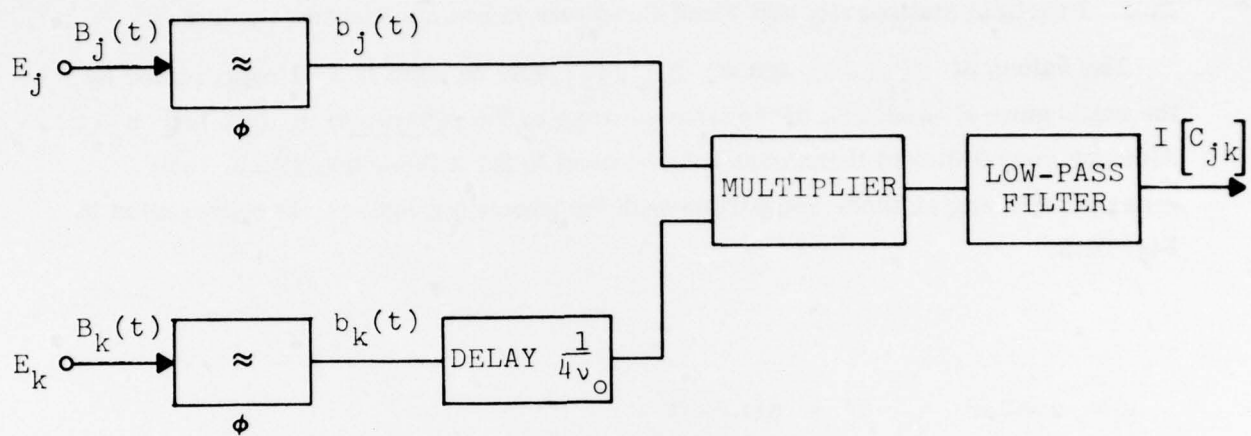 B_j(t)
b_j(t)
E_j
≈
φ
I[C_jk]
MULTIPLIER
LOW-PASS
FILTER
B_k(t)
b_k(t)
E_k
≈
φ
DELAY 1/4ν_o